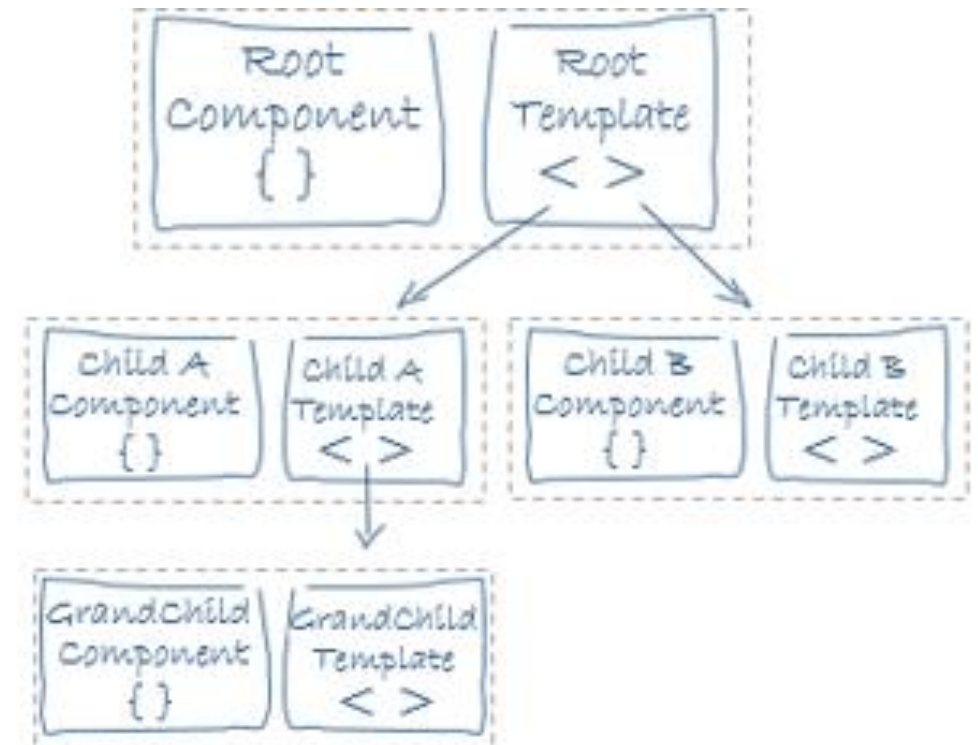 Root
Component
{ }
Root
Template
< >
Child A
Component
{ }
Child A
Template
< >
Child B
Component
{ }
Child B
Template
< >
GrandChild
Component
{ }
GrandChild
Template
< >